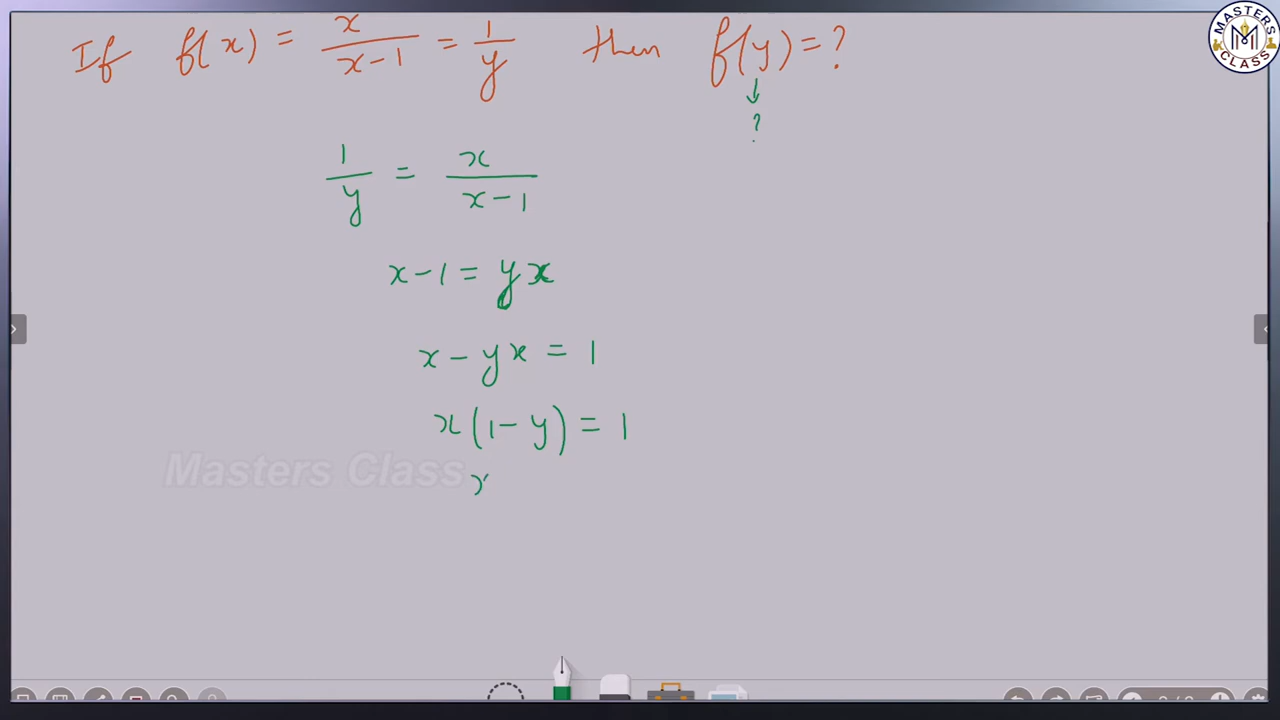 If f(x) = x/(x-1) = 1/y then f(y) = ?
↓
?
1/y = x/(x-1)
x-1 = yx
x - yx = 1
x(1-y) = 1
Masters Class
x
MASTERS
M
CLASS